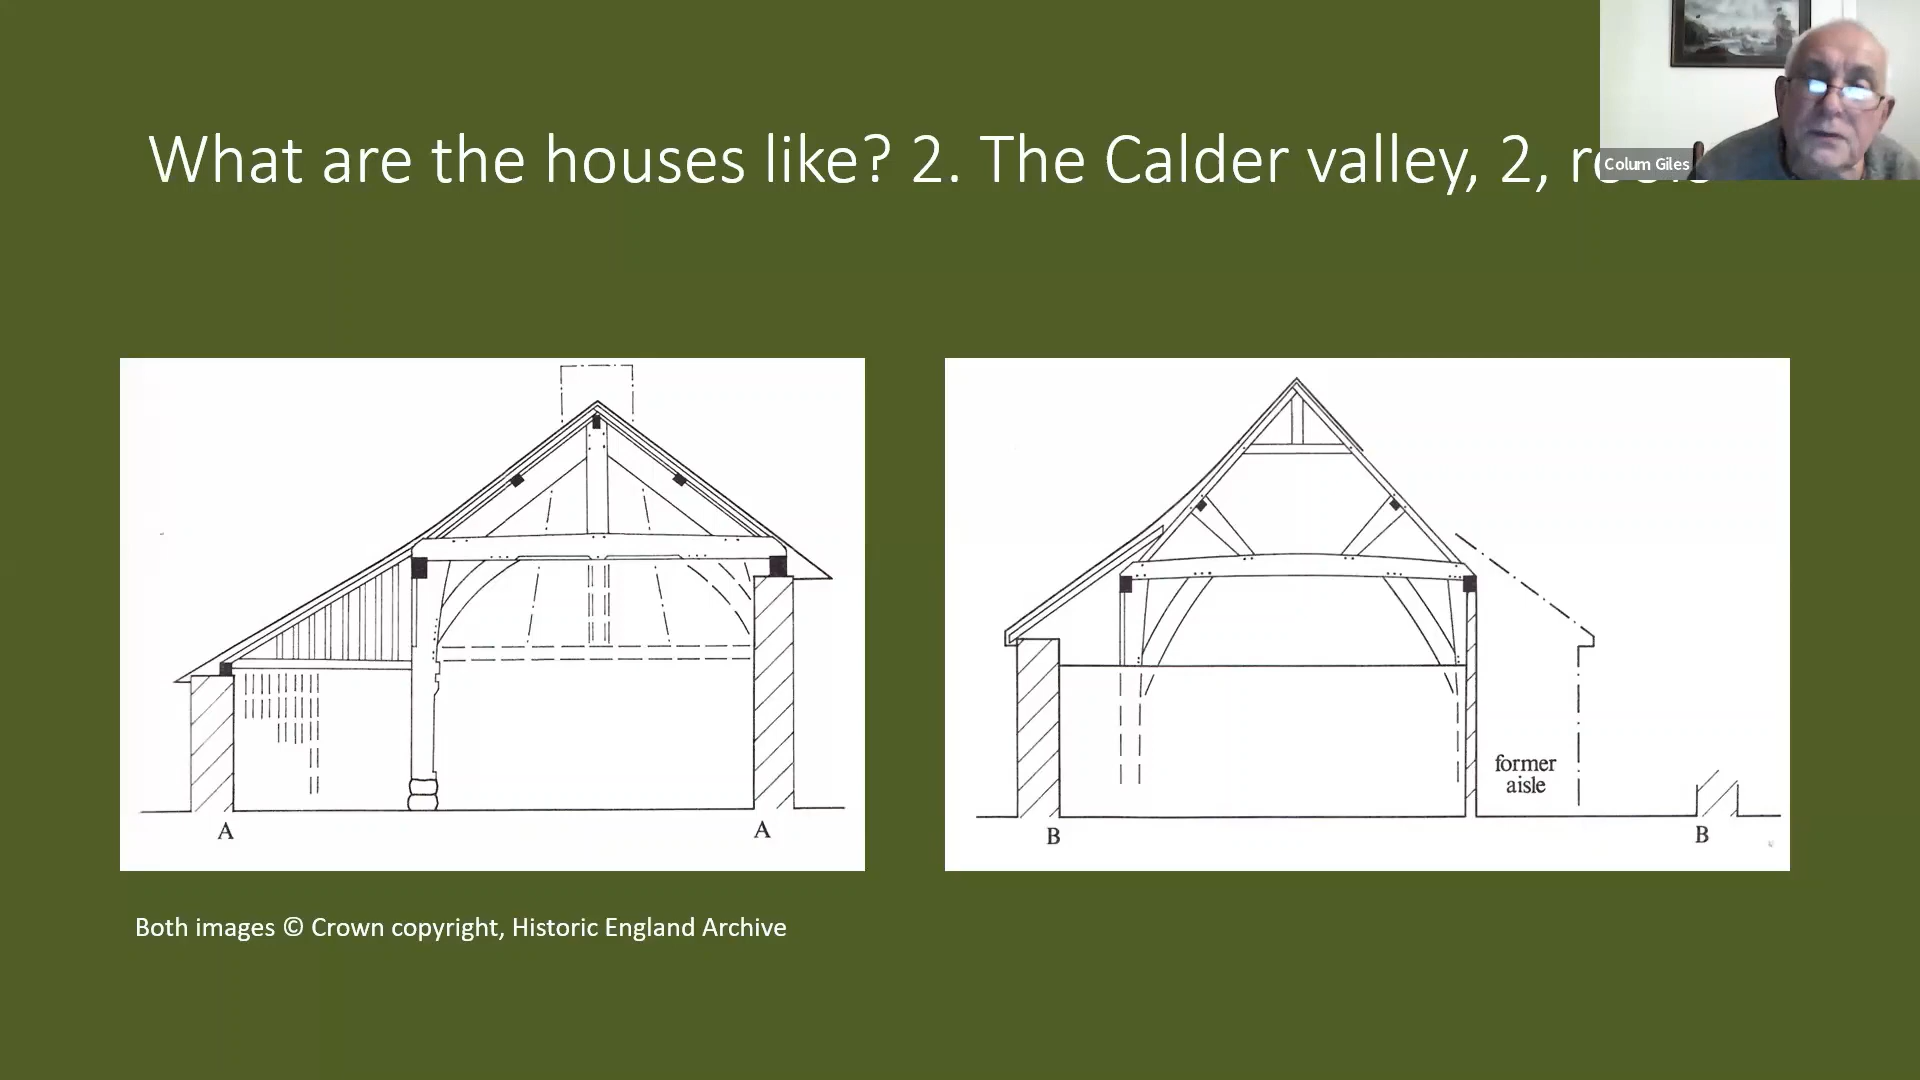 What are the houses like? 2. The Calder valley, 2,
Colum Giles
former
aisle
A
A
B
B
Both images © Crown copyright, Historic England Archive